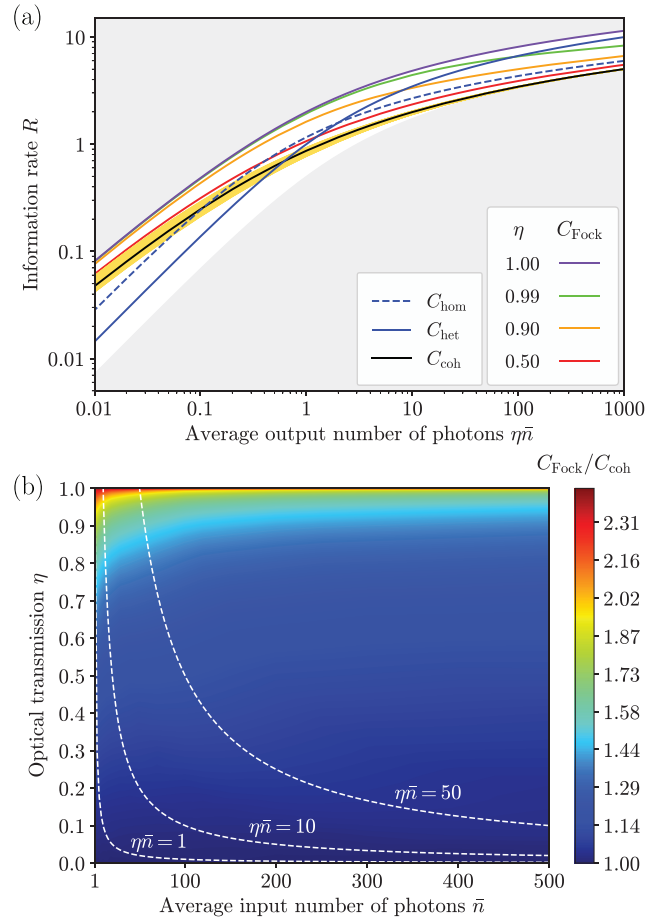 (a)
Information rate R
10
1
0.1
0.01
C_hom
C_het
C_coh
η C_Fock
1.00
0.99
0.90
0.50
0.01 0.1 1 10 100 1000
Average output number of photons ηn̄
(b)
C_Fock/C_coh
Optical transmission η
1.0
0.9
0.8
0.7
0.6
0.5
0.4
0.3
0.2
0.1
0.0
ηn̄ = 1
ηn̄ = 10
ηn̄ = 50
2.31
2.16
2.02
1.87
1.73
1.58
1.44
1.29
1.14
1.00
1 100 200 300 400 500
Average input number of photons n̄